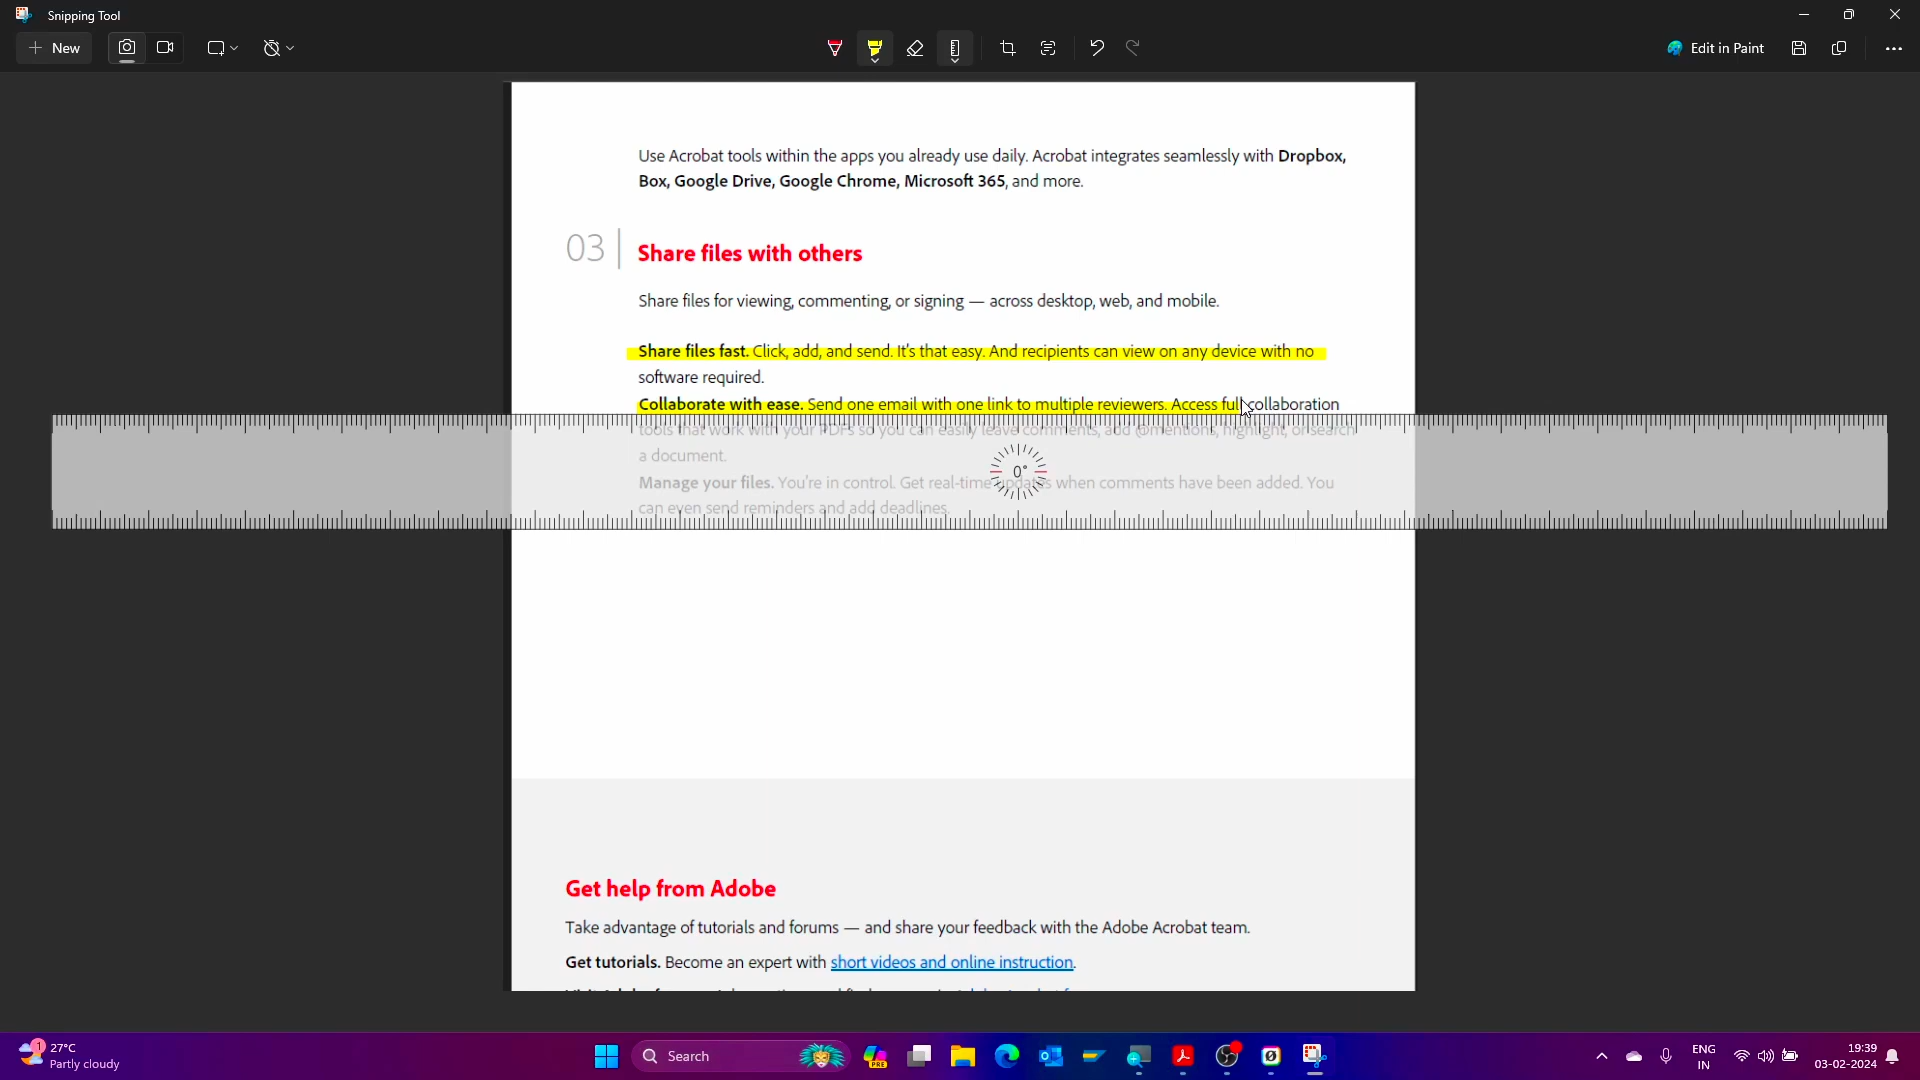 Snipping Tool
New
Edit in Paint
Use Acrobat tools within the apps you already use daily. Acrobat integrates seamlessly with Dropbox,
Box, Google Drive, Google Chrome, Microsoft 365, and more.
03 Share files with others
Share files for viewing, commenting, or signing — across desktop, web, and mobile.
Share files fast. Click, add, and send. It's that easy. And recipients can view on any device with no
software required.
Collaborate with ease. Send one email with one link to multiple reviewers. Access full collaboration
tools that work with your PDFs so you can easily leave comments, add @mentions, highlight, or search
a document.
0°
Manage your files. You're in control. Get real-time updates when comments have been added. You
can even send reminders and add deadlines.
Get help from Adobe
Take advantage of tutorials and forums — and share your feedback with the Adobe Acrobat team.
Get tutorials. Become an expert with short videos and online instruction.
1
27°C
Partly cloudy
Search
PRE
ENG
IN
19:39
03-02-2024